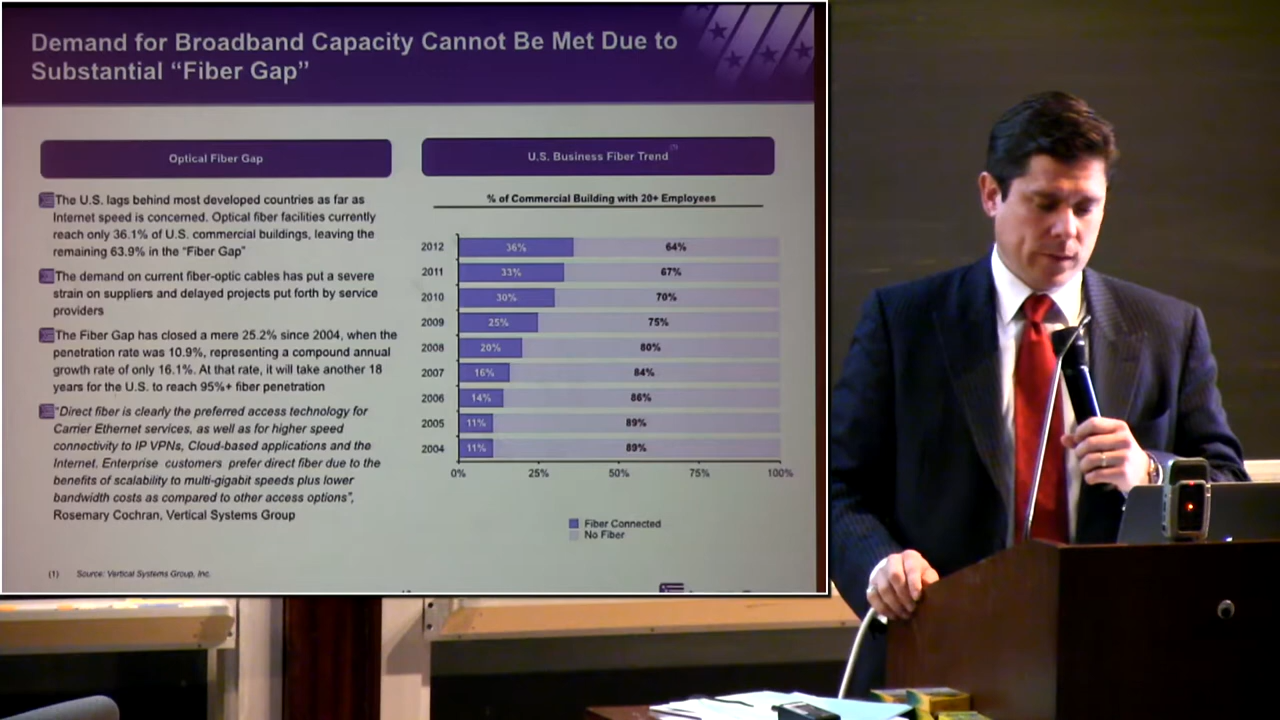 Demand for Broadband Capacity Cannot Be Met Due to
Substantial “Fiber Gap”
Optical Fiber Gap
The U.S. lags behind most developed countries as far as
Internet speed is concerned. Optical fiber facilities currently
reach only 36.1% of U.S. commercial buildings, leaving the
remaining 63.9% in the “Fiber Gap”
The demand on current fiber-optic cables has put a severe
strain on suppliers and delayed projects put forth by service
providers
The Fiber Gap has closed a mere 25.2% since 2004, when the
penetration rate was 10.9%, representing a compound annual
growth rate of only 16.1%. At that rate, it will take another 18
years for the U.S. to reach 95%+ fiber penetration
“Direct fiber is clearly the preferred access technology for
Carrier Ethernet services, as well as for higher speed
connectivity to IP VPNs, Cloud-based applications and the
Internet. Enterprise customers prefer direct fiber due to the
benefits of scalability to multi-gigabit speeds plus lower
bandwidth costs as compared to other access options”,
Rosemary Cochran, Vertical Systems Group
U.S. Business Fiber Trend (1)
% of Commercial Building with 20+ Employees
2012 36% 64%
2011 33% 67%
2010 30% 70%
2009 25% 75%
2008 20% 80%
2007 16% 84%
2006 14% 86%
2005 11% 89%
2004 11% 89%
0% 25% 50% 75% 100%
Fiber Connected
No Fiber
(1) Source: Vertical Systems Group, Inc.